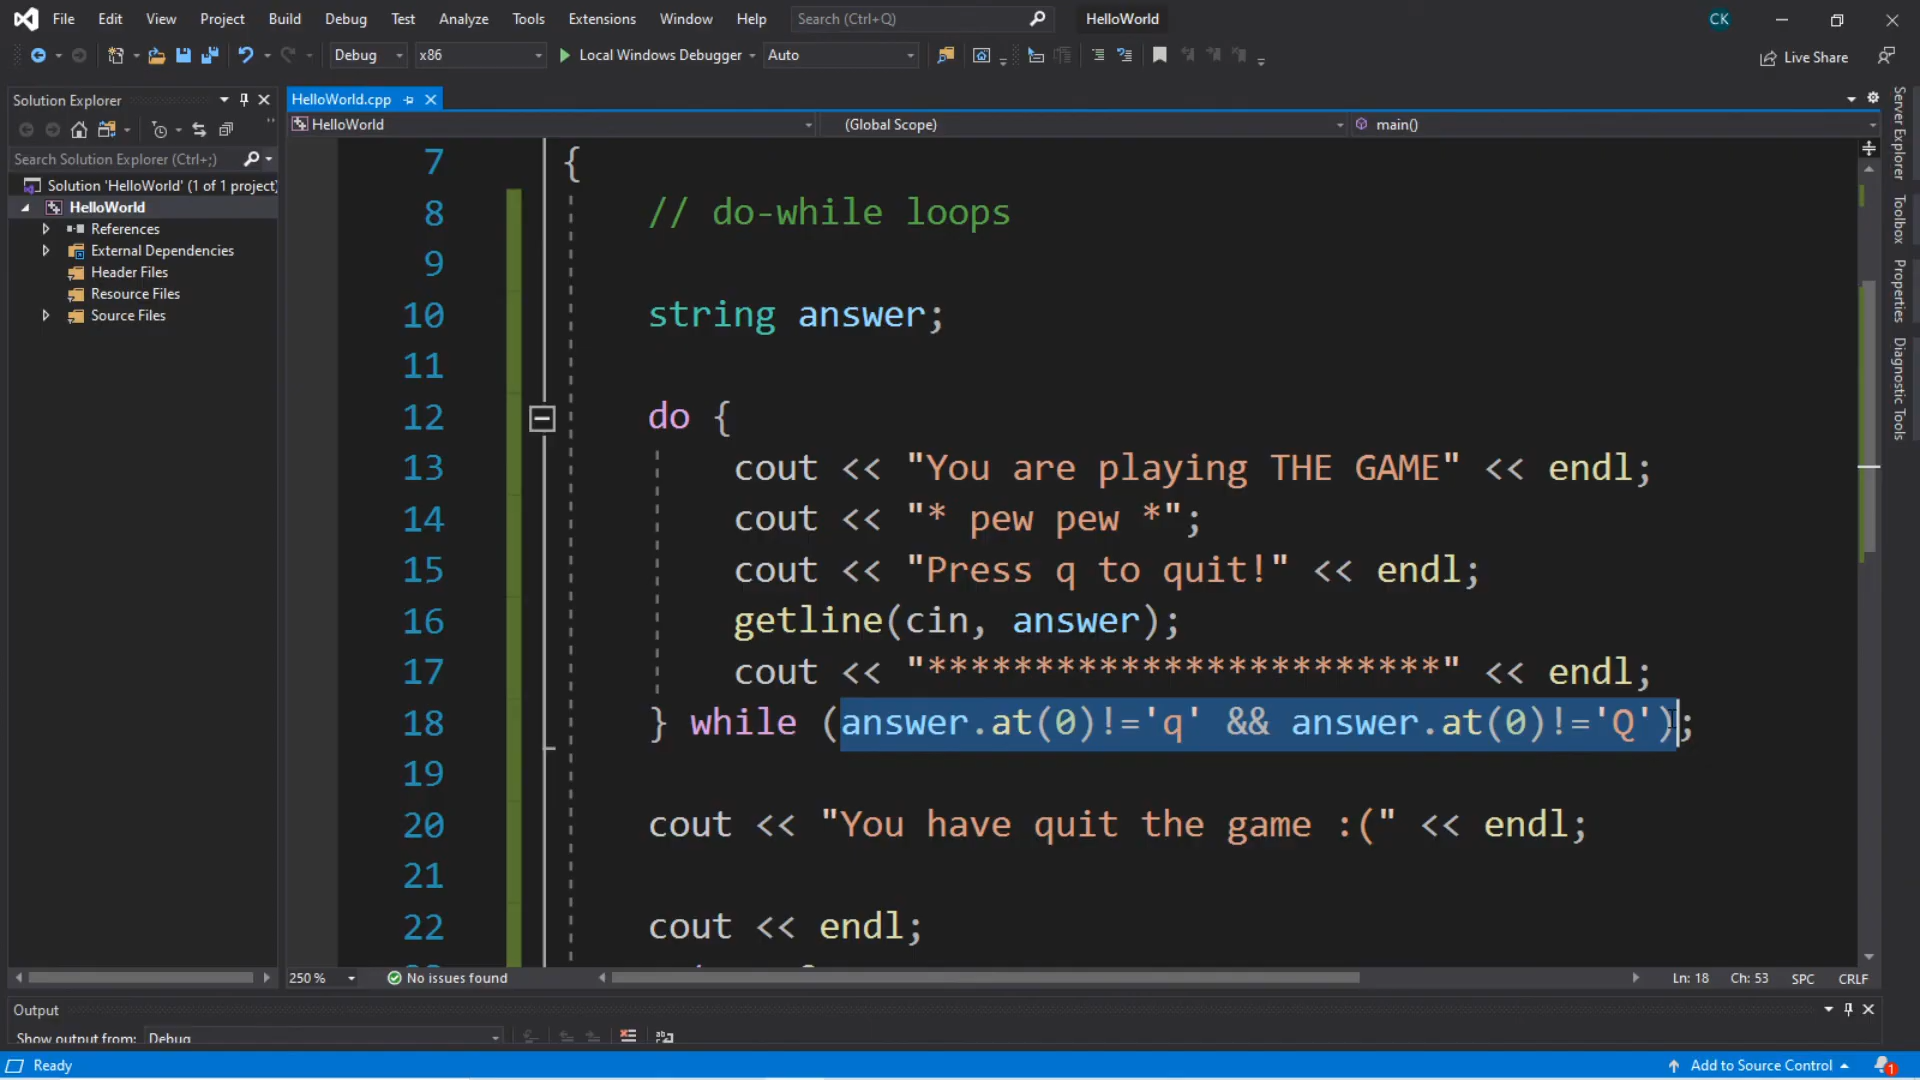 File Edit View Project Build Debug Test Analyze Tools Extensions Window Help Search (Ctrl+Q) HelloWorld CK
Debug x86 Local Windows Debugger Auto Live Share
Solution Explorer
Search Solution Explorer (Ctrl+;)
Solution 'HelloWorld' (1 of 1 project)
HelloWorld
References
External Dependencies
Header Files
Resource Files
Source Files
HelloWorld.cpp
HelloWorld (Global Scope) main()
7 {
8 // do-while loops
9
10 string answer;
11
12 do {
13 cout << "You are playing THE GAME" << endl;
14 cout << "* pew pew *";
15 cout << "Press q to quit!" << endl;
16 getline(cin, answer);
17 cout << "************************" << endl;
18 } while (answer.at(0)!='q' && answer.at(0)!='Q');
19
20 cout << "You have quit the game :(" << endl;
21
22 cout << endl;
250 % No issues found Ln: 18 Ch: 53 SPC CRLF
Server Explorer
Toolbox
Properties
Diagnostic Tools
Output
Show output from: Debug
Ready Add to Source Control 1